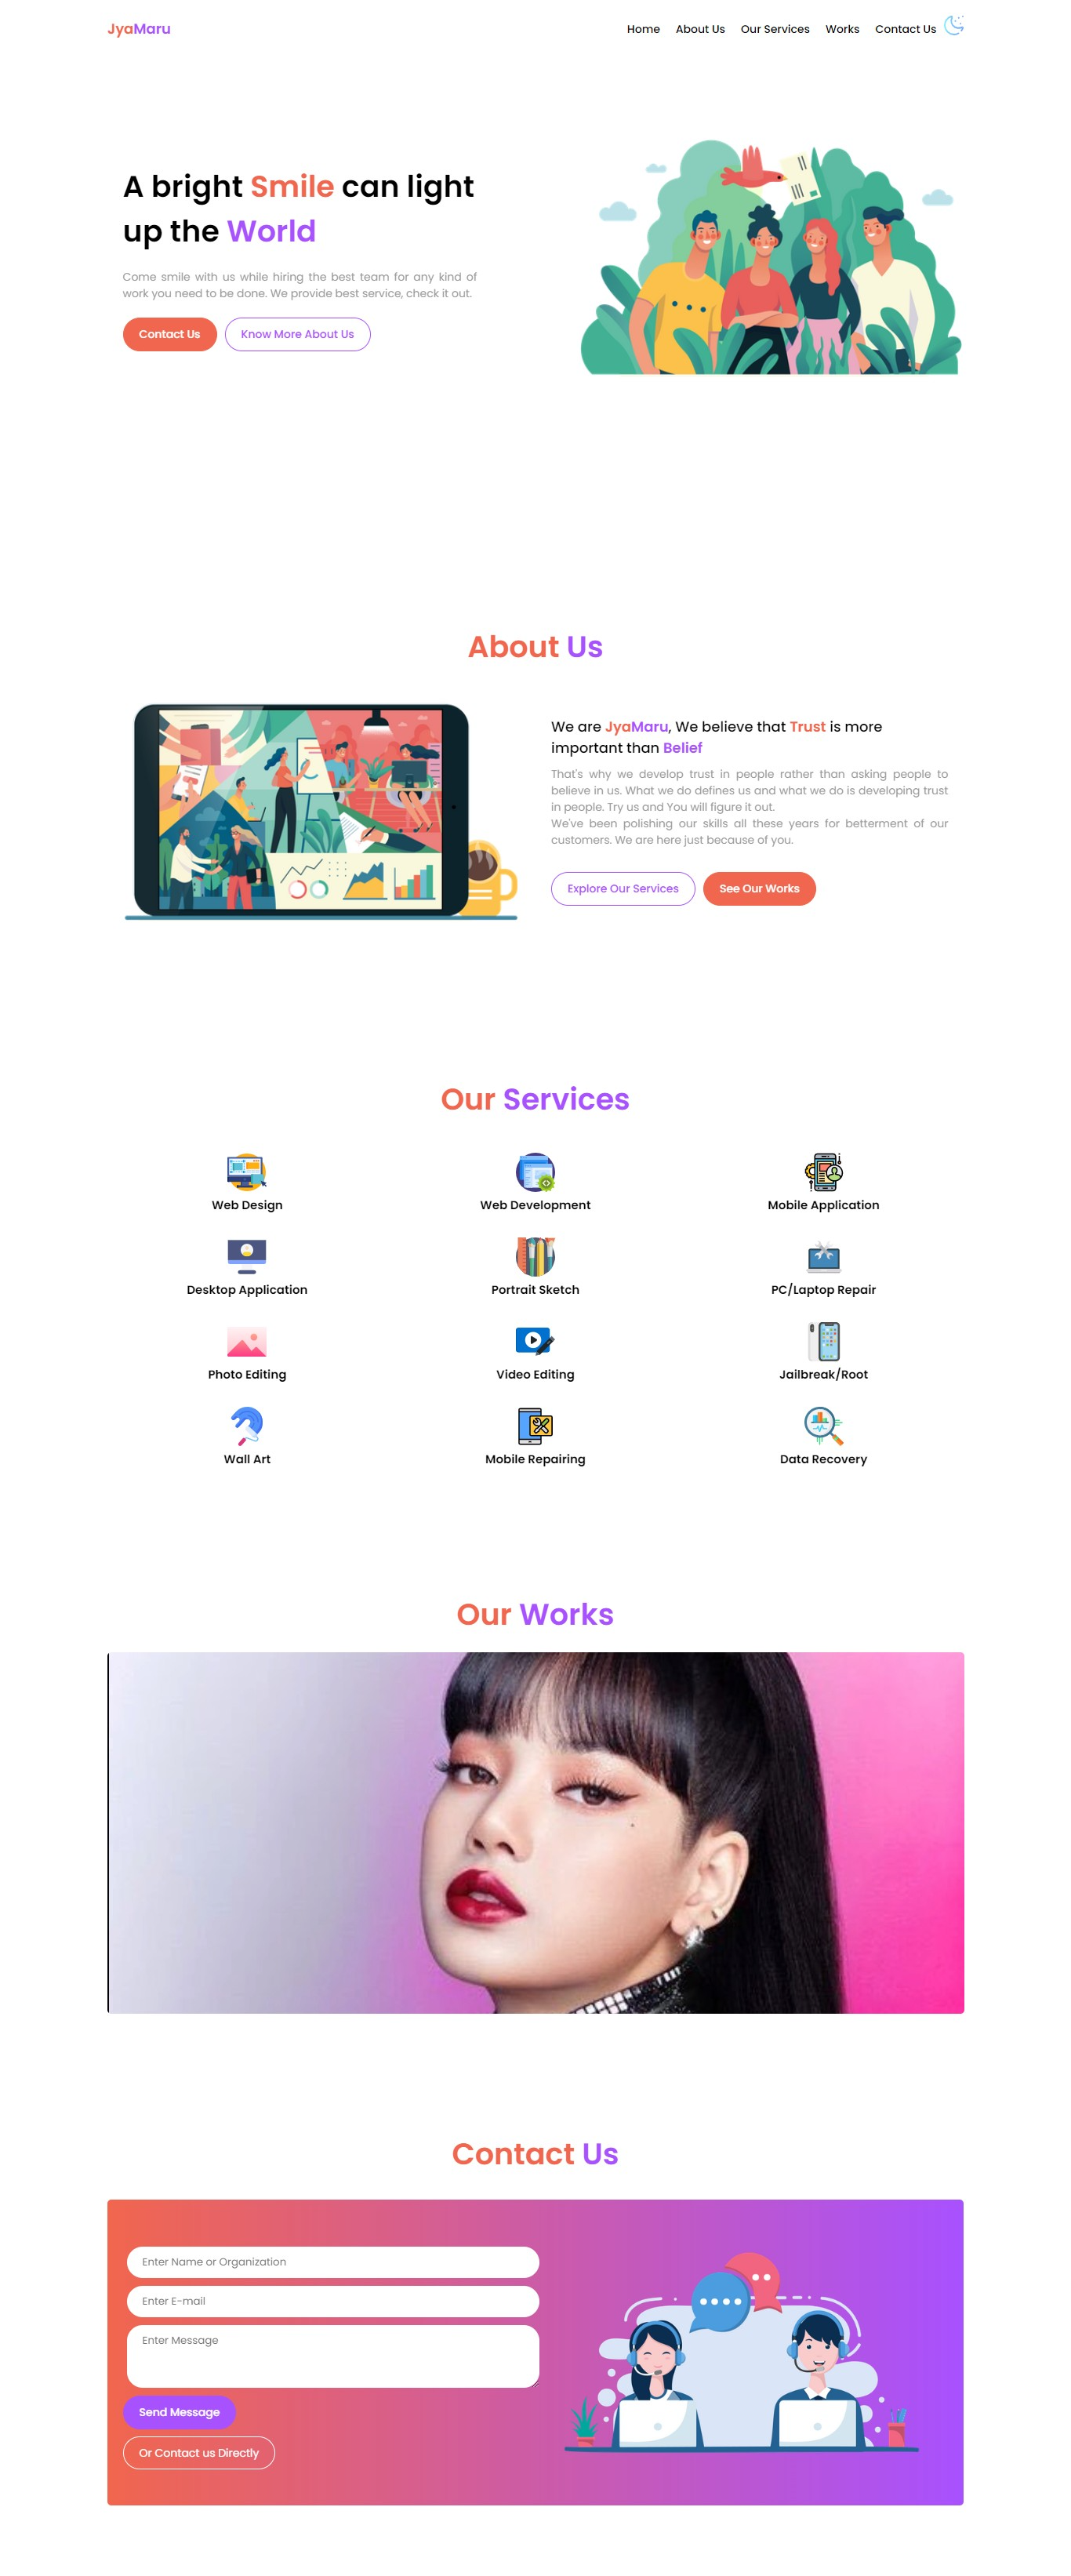 JyaMaru
Home About Us Our Services Works Contact Us
A bright Smile can light
up the World
Come smile with us while hiring the best team for any kind of
work you need to be done. We provide best service, check it out.
Contact Us Know More About Us
About Us
We are JyaMaru, We believe that Trust is more
important than Belief
That's why we develop trust in people rather than asking people to
believe in us. What we do defines us and what we do is developing trust
in people. Try us and You will figure it out.
We've been polishing our skills all these years for betterment of our
customers. We are here just because of you.
Explore Our Services See Our Works
Our Services
Web Design Web Development Mobile Application
Desktop Application Portrait Sketch PC/Laptop Repair
Photo Editing Video Editing Jailbreak/Root
Wall Art Mobile Repairing Data Recovery
Our Works
Contact Us
Enter Name or Organization
Enter E-mail
Enter Message
Send Message
Or Contact us Directly